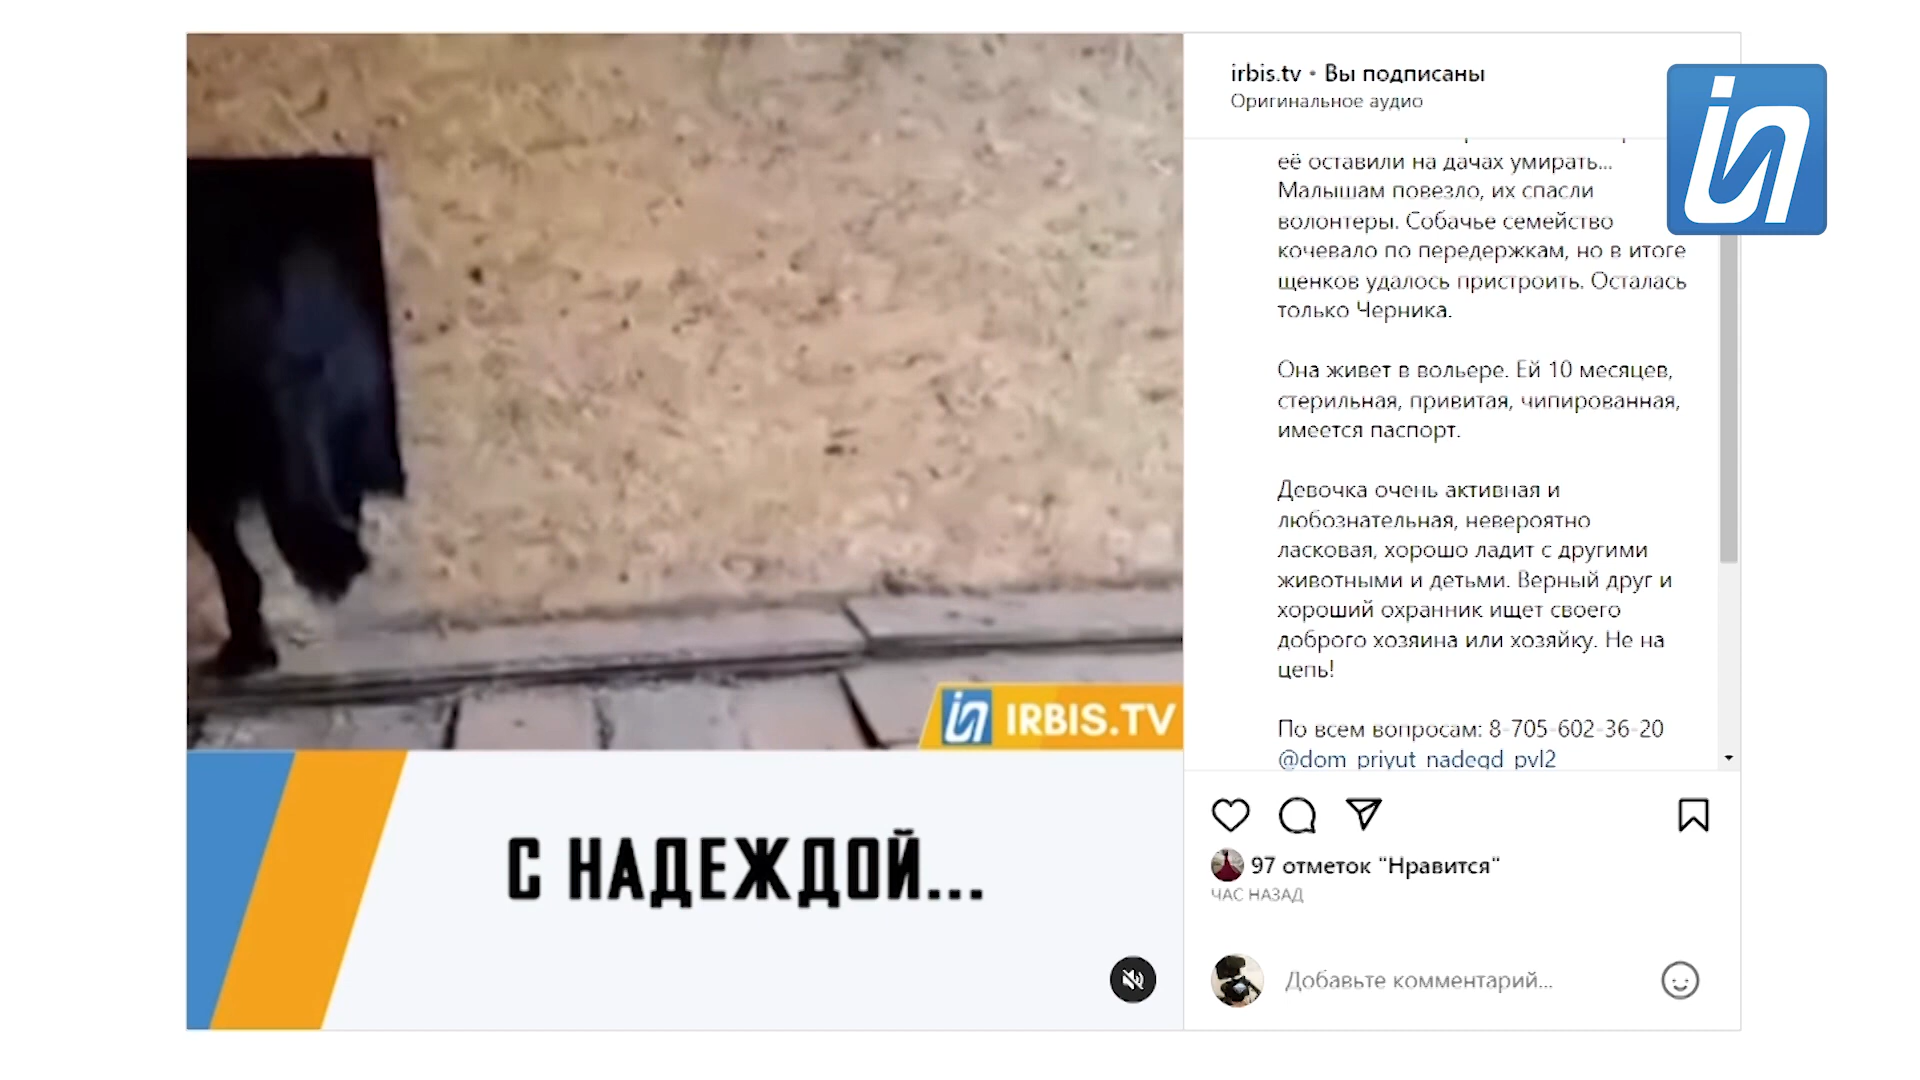 irbis.tv • Вы подписаны
Оригинальное аудио
её оставили на дачах умирать...
Малышам повезло, их спасли
волонтеры. Собачье семейство
кочевало по передержкам, но в итоге
щенков удалось пристроить. Осталась
только Черника.
Она живет в вольере. Ей 10 месяцев,
стерильная, привитая, чипированная,
имеется паспорт.
Девочка очень активная и
любознательная, невероятно
ласковая, хорошо ладит с другими
животными и детьми. Верный друг и
хороший охранник ищет своего
доброго хозяина или хозяйку. Не на
цепь!
По всем вопросам: 8-705-602-36-20
@dom_priyut_nadegd_pvl2
97 отметок "Нравится"
ЧАС НАЗАД
Добавьте комментарий...
IRBIS.TV
С НАДЕЖДОЙ...